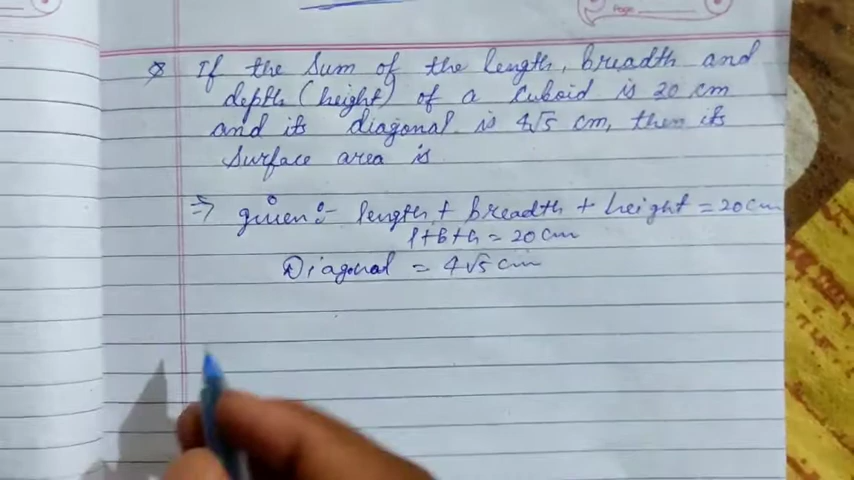 Page
If the Sum of the length, breadth and
depth (height) of a cuboid is 20 cm
and its diagonal is 4√5 cm, then its
Surface area is
⇒ given:- length + breadth + height = 20 cm
l+b+h = 20 cm
Diagonal = 4√5 cm